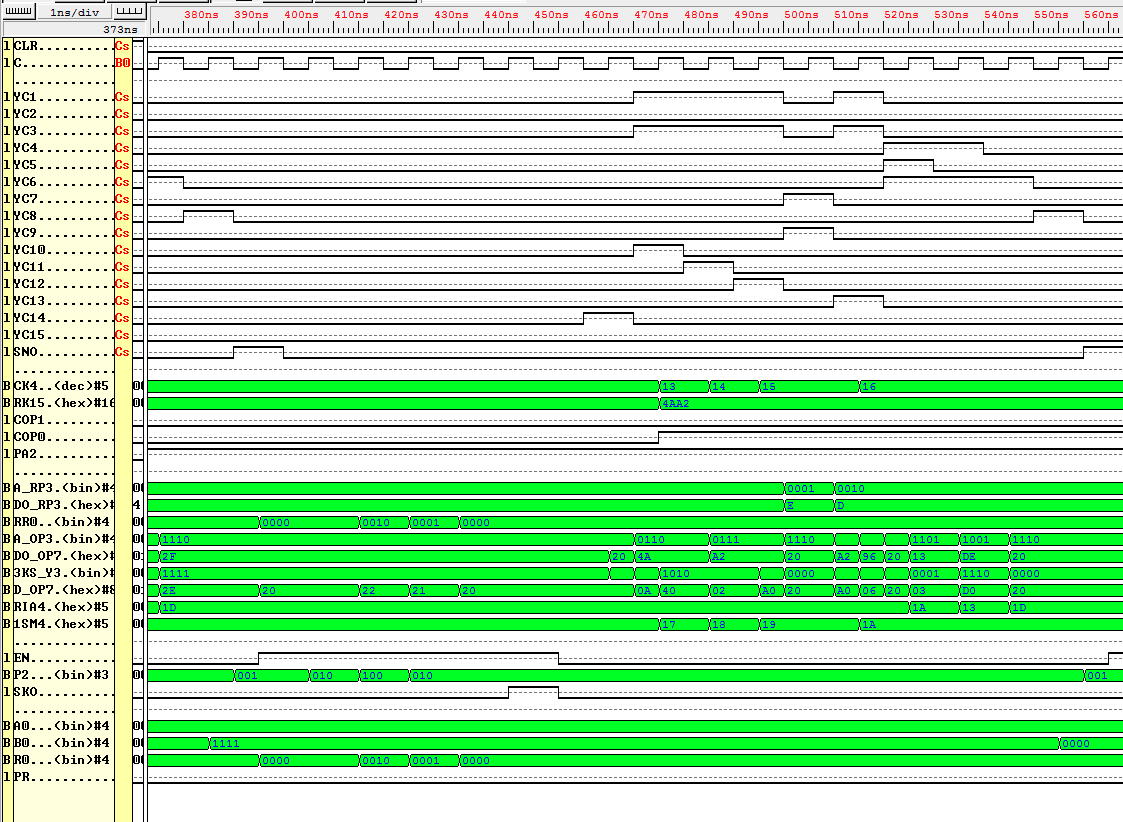 1ns/div 380ns 390ns 400ns 410ns 420ns 430ns 440ns 450ns 460ns 470ns 480ns 490ns 500ns 510ns 520ns 530ns 540ns 550ns 560ns
373ns
1 CLR.......... Cs
1 C............ B0
.............
1 YC1.......... Cs
1 YC2.......... Cs
1 YC3.......... Cs
1 YC4.......... Cs
1 YC5.......... Cs
1 YC6.......... Cs
1 YC7.......... Cs
1 YC8.......... Cs
1 YC9.......... Cs
1 YC10......... Cs
1 YC11......... Cs
1 YC12......... Cs
1 YC13......... Cs
1 YC14......... Cs
1 YC15......... Cs
1 SNO.......... Cs
.............
B CK4..(dec)#5 13 14 15 16
B RK15.(hex)#16 4AA2
1 COP1.........
1 COP0.........
1 PA2..........
.............
B A_RP3.(bin)#4 0001 0010
B DO_RP3.(hex)# 4 E D
B RR0..(bin)#4 0000 0010 0001 0000
B A_OP3.(bin)#4 1110 0110 0111 1110 1101 1001 1110
B DO_OP7.(hex)# 2F 20 4A A2 20 A2 96 20 13 DE 20
B 3KS_Y3.(bin)# 1111 1010 0000 0001 1110 0000
B D_OP7.(hex)#8 2E 20 22 21 20 0A 40 02 A0 20 A0 06 20 03 D0 20
B RIA4.(hex)#5 1D 1A 13 1D
B 1SM4.(hex)#5 17 18 19 1A
.............
1 EN...........
B P2...(bin)#3 001 010 100 010 001
1 SKO..........
.............
B A0...(bin)#4
B B0...(bin)#4 1111 0000
B R0...(bin)#4 0000 0010 0001 0000
1 PR...........